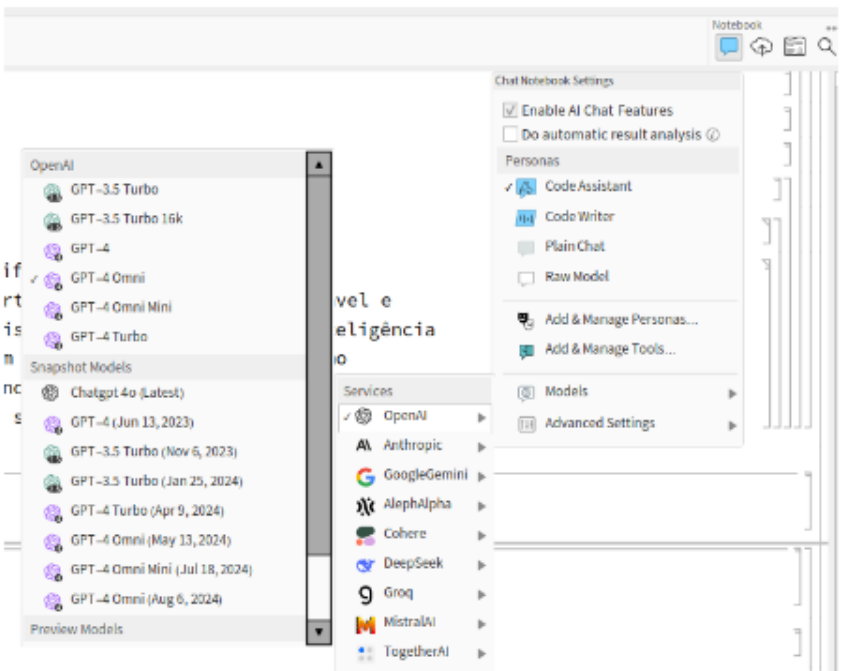 Notebook
Chat Notebook Settings
Enable AI Chat Features
Do automatic result analysis
Personas
Code Assistant
Code Writer
Plain Chat
Raw Model
Add & Manage Personas...
Add & Manage Tools...
Models
Advanced Settings
Services
OpenAI
Anthropic
GoogleGemini
AlephAlpha
Cohere
DeepSeek
Groq
MistralAI
TogetherAI
OpenAI
GPT-3.5 Turbo
GPT-3.5 Turbo 16k
GPT-4
GPT-4 Omni
GPT-4 Omni Mini
GPT-4 Turbo
Snapshot Models
Chatgpt 4o (Latest)
GPT-4 (Jun 13, 2023)
GPT-3.5 Turbo (Nov 6, 2023)
GPT-3.5 Turbo (Jan 25, 2024)
GPT-4 Turbo (Apr 9, 2024)
GPT-4 Omni (May 13, 2024)
GPT-4 Omni Mini (Jul 18, 2024)
GPT-4 Omni (Aug 6, 2024)
Preview Models
if
rt vel e
is eligência
m o
nc
s